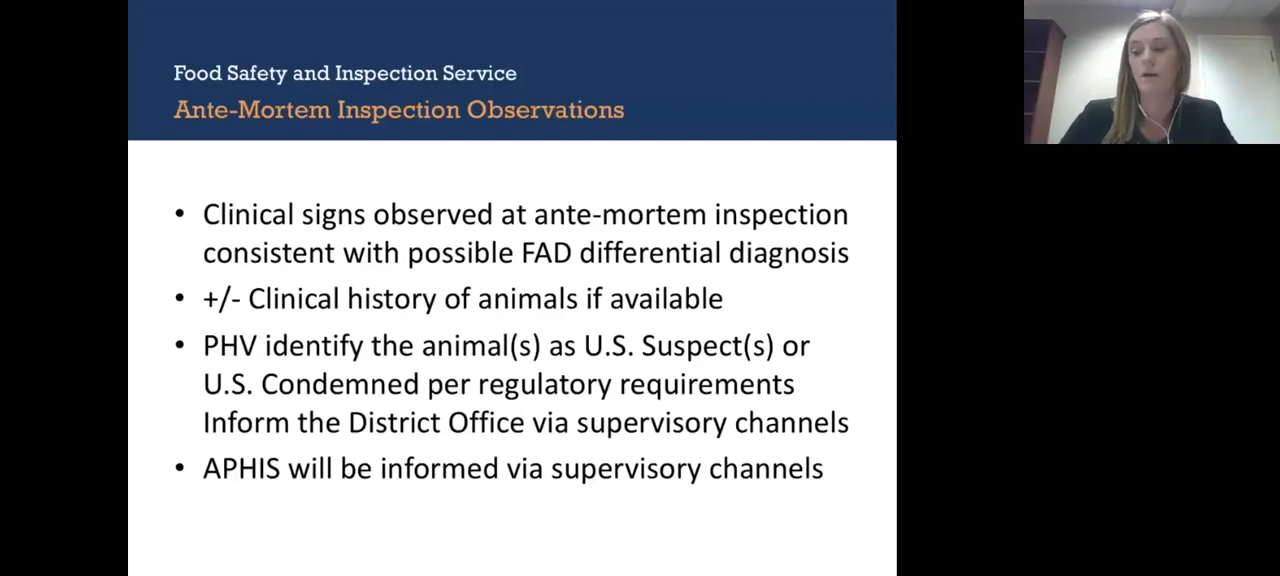 Food Safety and Inspection Service
Ante-Mortem Inspection Observations
• Clinical signs observed at ante-mortem inspection
consistent with possible FAD differential diagnosis
• +/- Clinical history of animals if available
• PHV identify the animal(s) as U.S. Suspect(s) or
U.S. Condemned per regulatory requirements
Inform the District Office via supervisory channels
• APHIS will be informed via supervisory channels